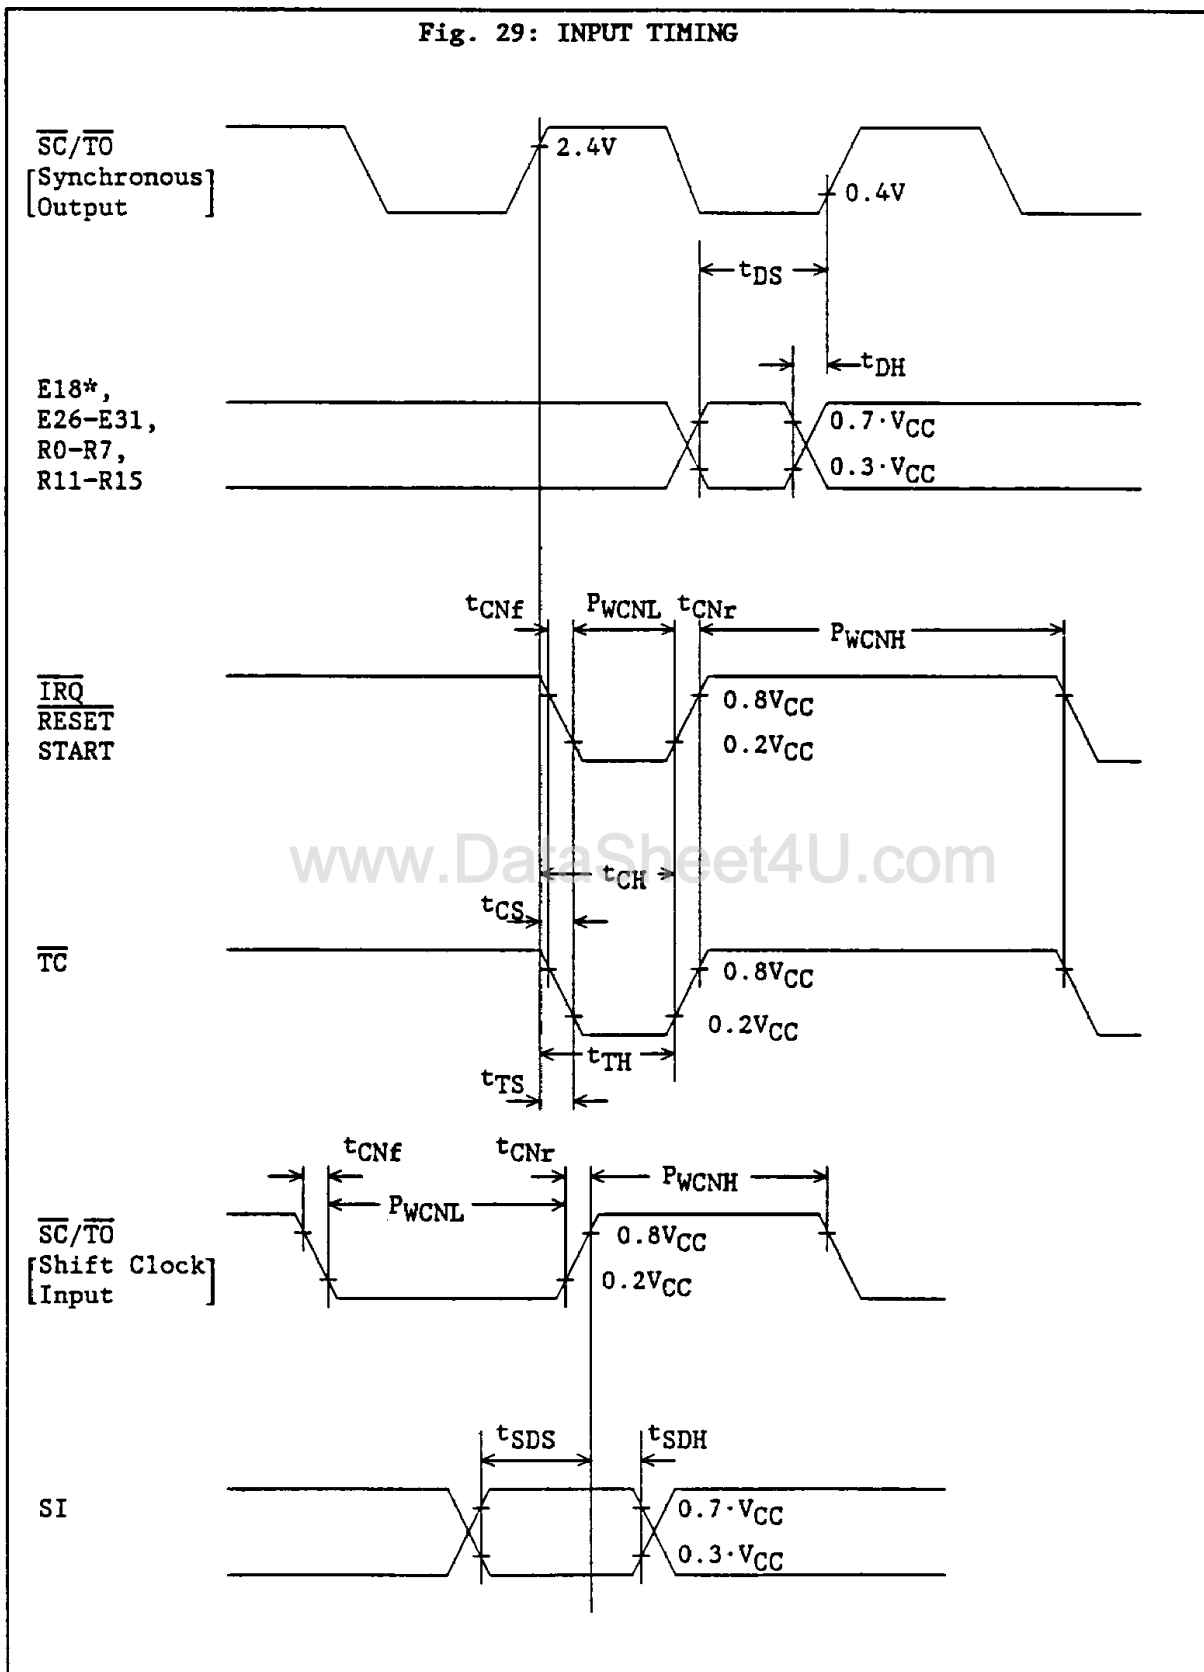 Fig. 29: INPUT TIMING
SC/TO
[Synchronous]
[Output]
2.4V
0.4V
tDS
tDH
E18*,
E26-E31,
R0-R7,
R11-R15
0.7·VCC
0.3·VCC
tCNf
PWCNL
tCNr
PWCNH
IRQ
RESET
START
0.8VCC
0.2VCC
www.DataSheet4U.com
tCH
tCS
TC
0.8VCC
0.2VCC
tTH
tTS
tCNf
tCNr
PWCNH
PWCNL
SC/TO
[Shift Clock]
[Input]
0.8VCC
0.2VCC
tSDS
tSDH
SI
0.7·VCC
0.3·VCC